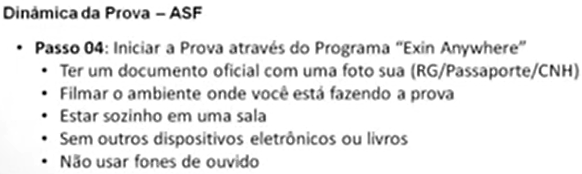 Dinâmica da Prova – ASF
• Passo 04: Iniciar a Prova através do Programa “Exin Anywhere”
• Ter um documento oficial com uma foto sua (RG/Passaporte/CNH)
• Filmar o ambiente onde você está fazendo a prova
• Estar sozinho em uma sala
• Sem outros dispositivos eletrônicos ou livros
• Não usar fones de ouvido